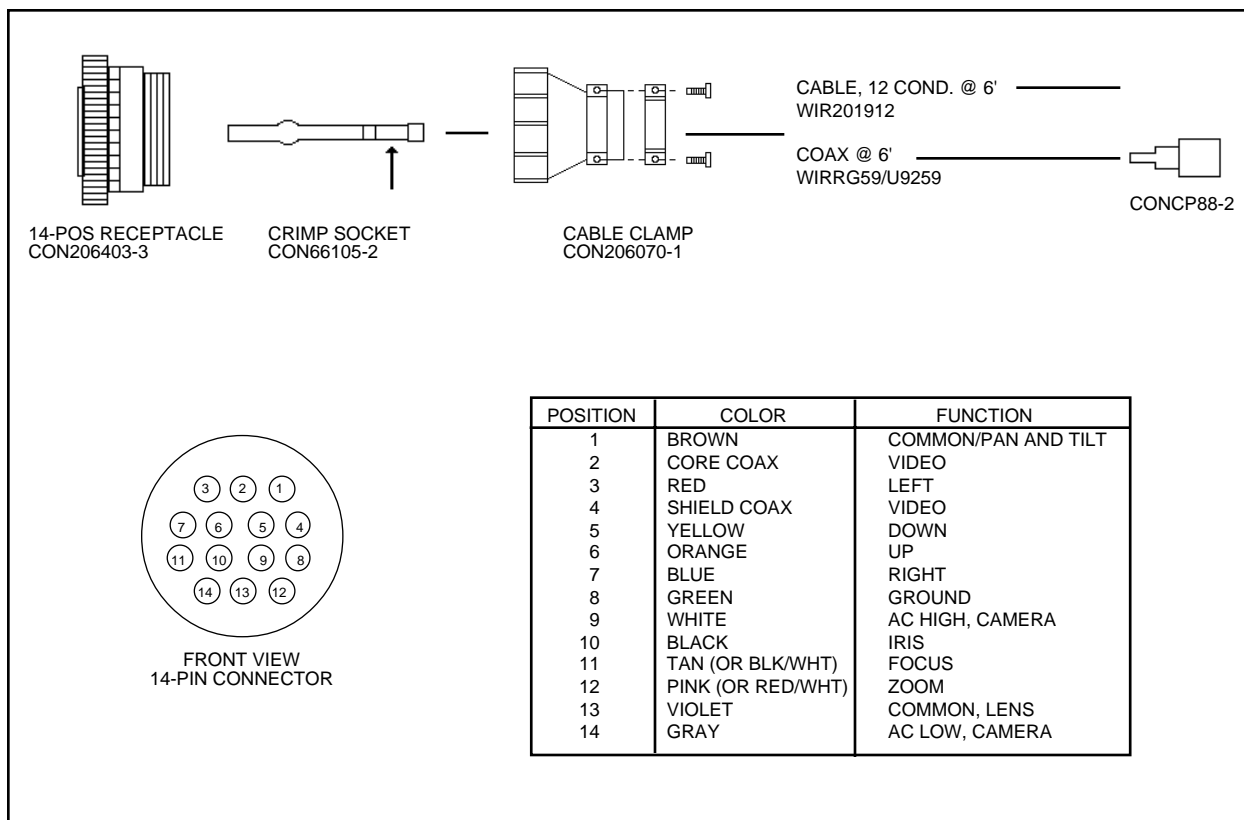 CABLE, 12 COND. @ 6'
WIR201912
COAX @ 6'
WIRRG59/U9259
CONCP88-2
14-POS RECEPTACLE
CON206403-3
CRIMP SOCKET
CON66105-2
CABLE CLAMP
CON206070-1
3 2 1
7 6 5 4
11 10 9 8
14 13 12
FRONT VIEW
14-PIN CONNECTOR
POSITION COLOR FUNCTION
1 BROWN COMMON/PAN AND TILT
2 CORE COAX VIDEO
3 RED LEFT
4 SHIELD COAX VIDEO
5 YELLOW DOWN
6 ORANGE UP
7 BLUE RIGHT
8 GREEN GROUND
9 WHITE AC HIGH, CAMERA
10 BLACK IRIS
11 TAN (OR BLK/WHT) FOCUS
12 PINK (OR RED/WHT) ZOOM
13 VIOLET COMMON, LENS
14 GRAY AC LOW, CAMERA